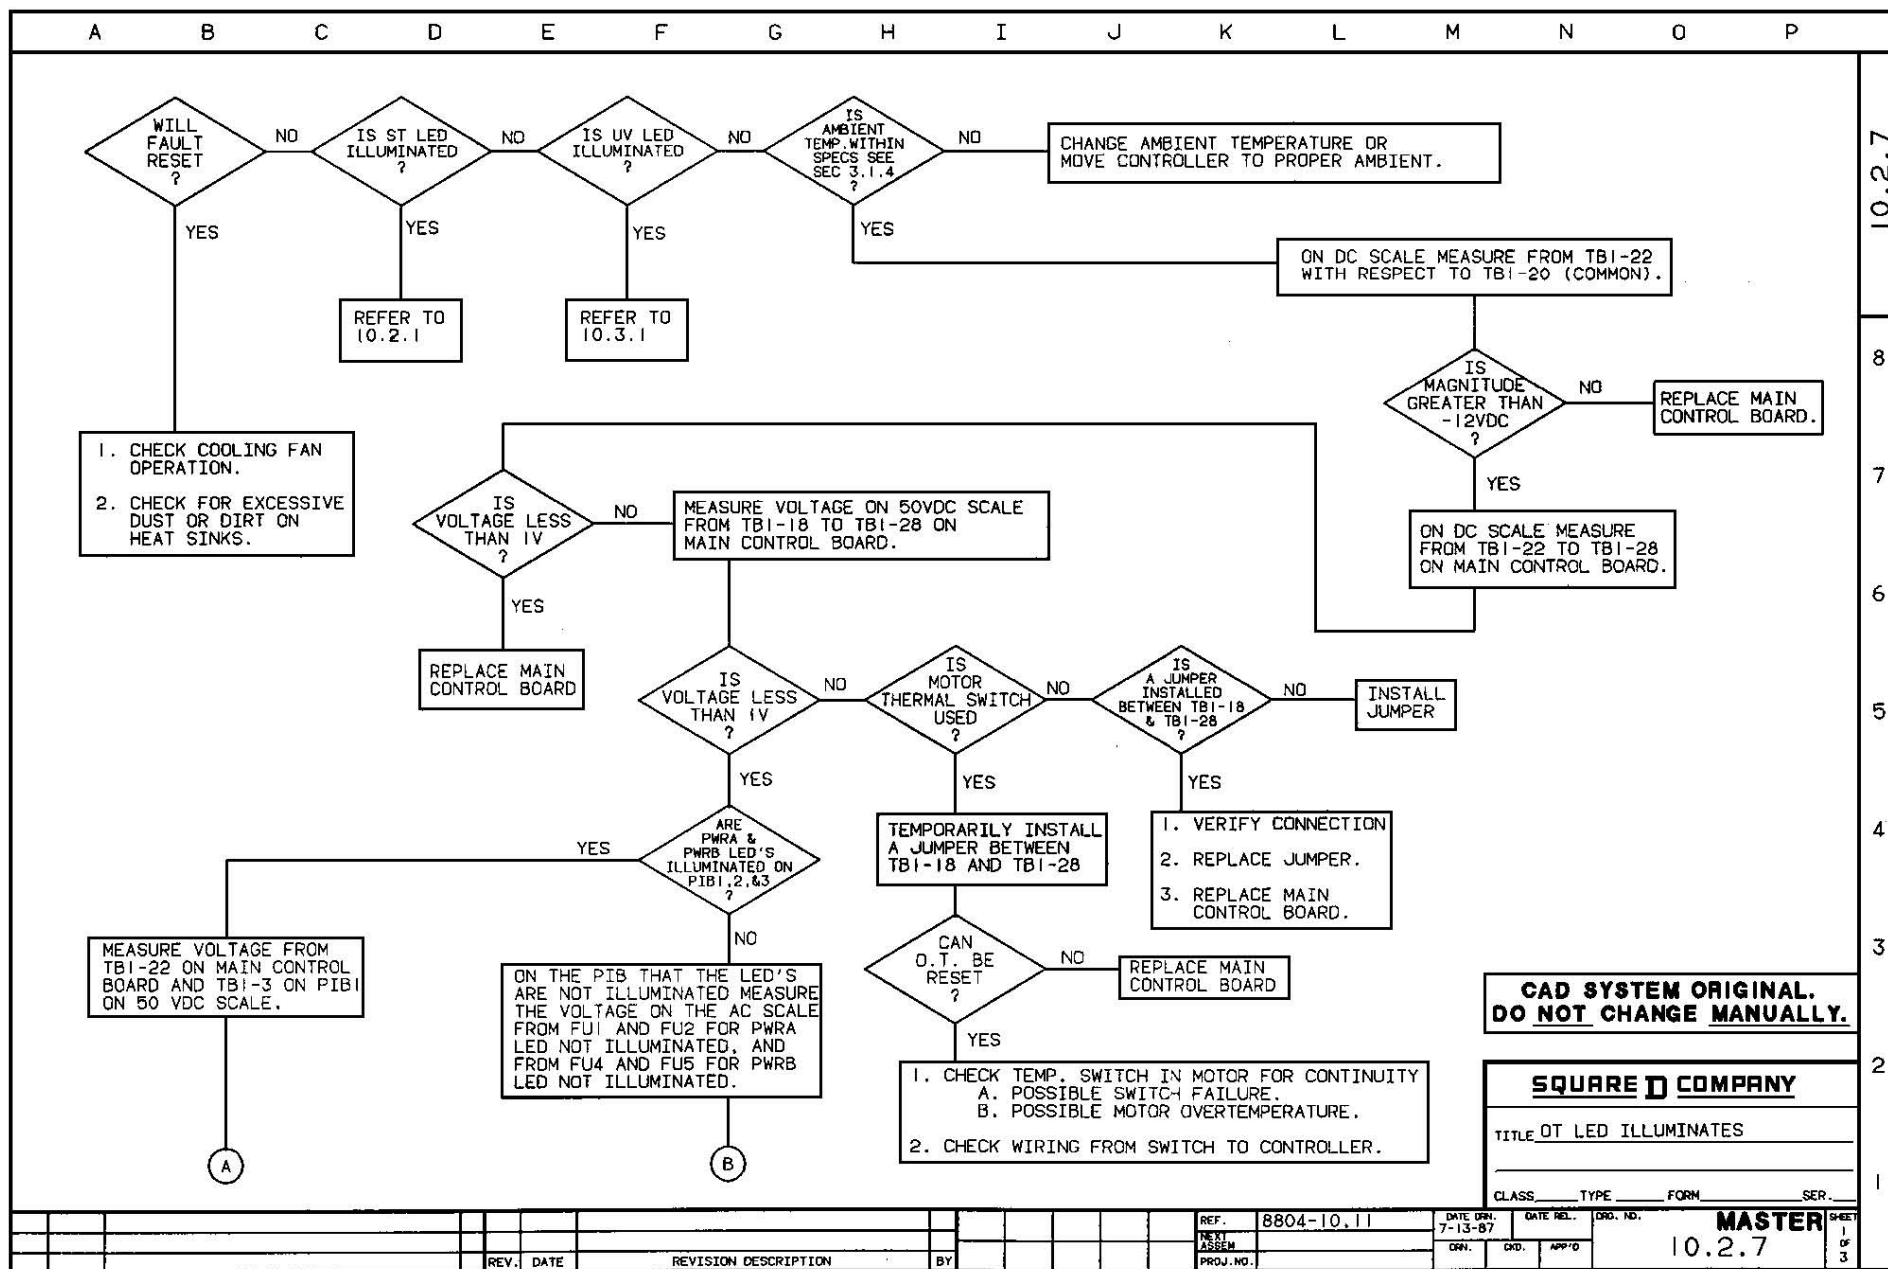 A B C D E F G H I J K L M N O P
10.2.7
8
7
6
5
4
3
2
1
WILL
FAULT
RESET
?
NO
YES
IS ST LED
ILLUMINATED
?
NO
YES
IS UV LED
ILLUMINATED
?
NO
YES
IS
AMBIENT
TEMP.WITHIN
SPECS SEE
SEC 3.1.4
?
NO
YES
CHANGE AMBIENT TEMPERATURE OR
MOVE CONTROLLER TO PROPER AMBIENT.
REFER TO
10.2.1
REFER TO
10.3.1
ON DC SCALE MEASURE FROM TB1-22
WITH RESPECT TO TB1-20 (COMMON).
IS
MAGNITUDE
GREATER THAN
-12VDC
?
NO
YES
REPLACE MAIN
CONTROL BOARD.
1. CHECK COOLING FAN
OPERATION.
2. CHECK FOR EXCESSIVE
DUST OR DIRT ON
HEAT SINKS.
IS
VOLTAGE LESS
THAN 1V
?
NO
YES
MEASURE VOLTAGE ON 50VDC SCALE
FROM TB1-18 TO TB1-28 ON
MAIN CONTROL BOARD.
ON DC SCALE MEASURE
FROM TB1-22 TO TB1-28
ON MAIN CONTROL BOARD.
REPLACE MAIN
CONTROL BOARD
IS
VOLTAGE LESS
THAN 1V
?
NO
YES
IS
MOTOR
THERMAL SWITCH
USED
?
NO
YES
IS
A JUMPER
INSTALLED
BETWEEN TB1-18
& TB1-28
?
NO
YES
INSTALL
JUMPER
ARE
PWRA &
PWRB LED'S
ILLUMINATED ON
PIB1,2,&3
?
YES
NO
TEMPORARILY INSTALL
A JUMPER BETWEEN
TB1-18 AND TB1-28
1. VERIFY CONNECTION
2. REPLACE JUMPER.
3. REPLACE MAIN
CONTROL BOARD.
MEASURE VOLTAGE FROM
TB1-22 ON MAIN CONTROL
BOARD AND TB1-3 ON PIB1
ON 50 VDC SCALE.
ON THE PIB THAT THE LED'S
ARE NOT ILLUMINATED MEASURE
THE VOLTAGE ON THE AC SCALE
FROM FU1 AND FU2 FOR PWRA
LED NOT ILLUMINATED, AND
FROM FU4 AND FU5 FOR PWRB
LED NOT ILLUMINATED.
CAN
O.T. BE
RESET
?
NO
YES
REPLACE MAIN
CONTROL BOARD
1. CHECK TEMP. SWITCH IN MOTOR FOR CONTINUITY
A. POSSIBLE SWITCH FAILURE.
B. POSSIBLE MOTOR OVERTEMPERATURE.
2. CHECK WIRING FROM SWITCH TO CONTROLLER.
A
B
CAD SYSTEM ORIGINAL.
DO NOT CHANGE MANUALLY.
SQUARE D COMPANY
TITLE OT LED ILLUMINATES
CLASS TYPE FORM SER.
REV. DATE REVISION DESCRIPTION BY
REF. 8804-10.11
NEXT ASSEM
PROJ.NO.
DATE DRN. 7-13-87
DATE REL.
DRN. CKD. APP'D
DRG. NO. MASTER
10.2.7
SHEET 1 OF 3